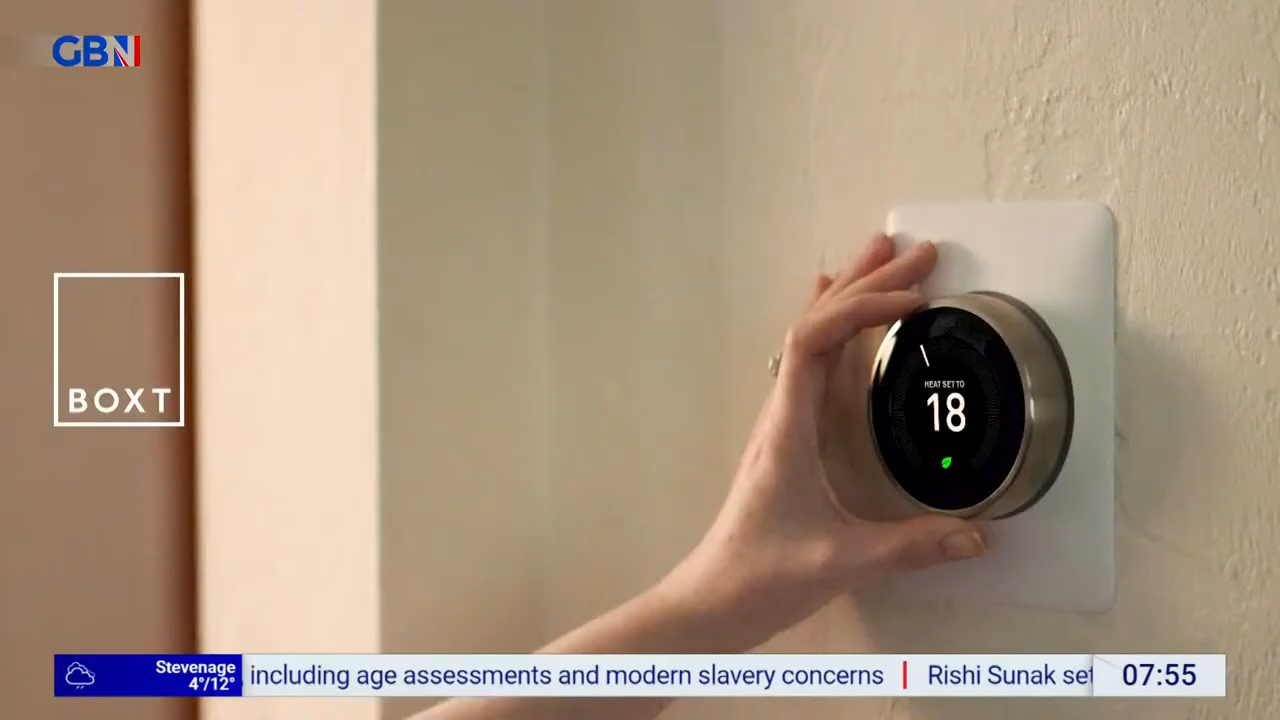 GBN
BOXT
HEAT SET TO
18
Stevenage
4°/12°
including age assessments and modern slavery concerns | Rishi Sunak set
07:55